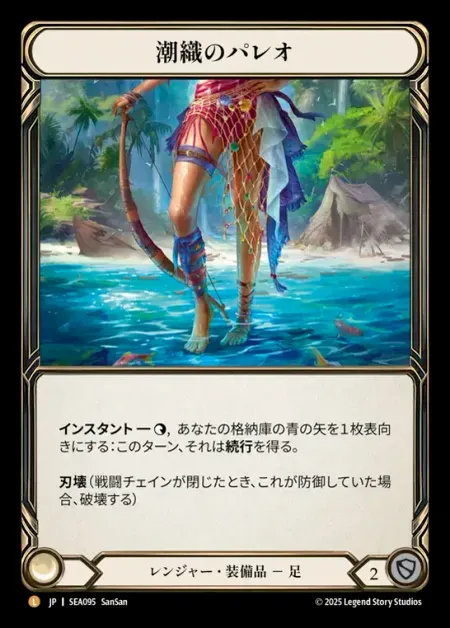 潮織のパレオ
インスタント ー , あなたの格納庫の青の矢を1枚表向
きにする：このターン、それは続行を得る。
刃壊（戦闘チェインが閉じたとき、これが防御していた場
合、破壊する）
レンジャー・装備品 － 足
2
L JP | SEA095 SanSan
© 2025 Legend Story Studios